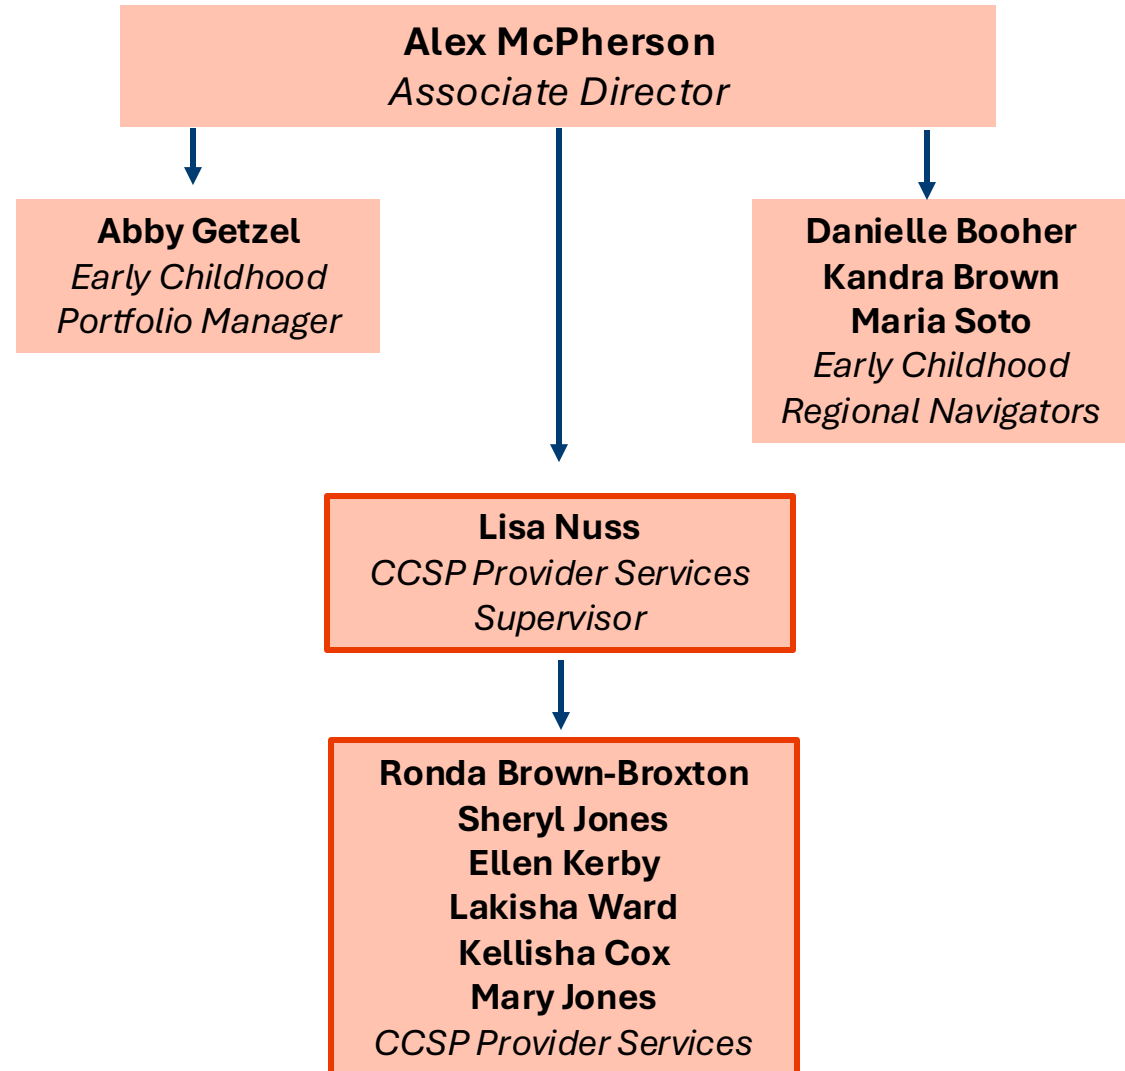 Alex McPherson
Associate Director
Abby Getzel
Early Childhood
Portfolio Manager
Danielle Booher
Kandra Brown
Maria Soto
Early Childhood
Regional Navigators
Lisa Nuss
CCSP Provider Services
Supervisor
Ronda Brown-Broxton
Sheryl Jones
Ellen Kerby
Lakisha Ward
Kellisha Cox
Mary Jones
CCSP Provider Services